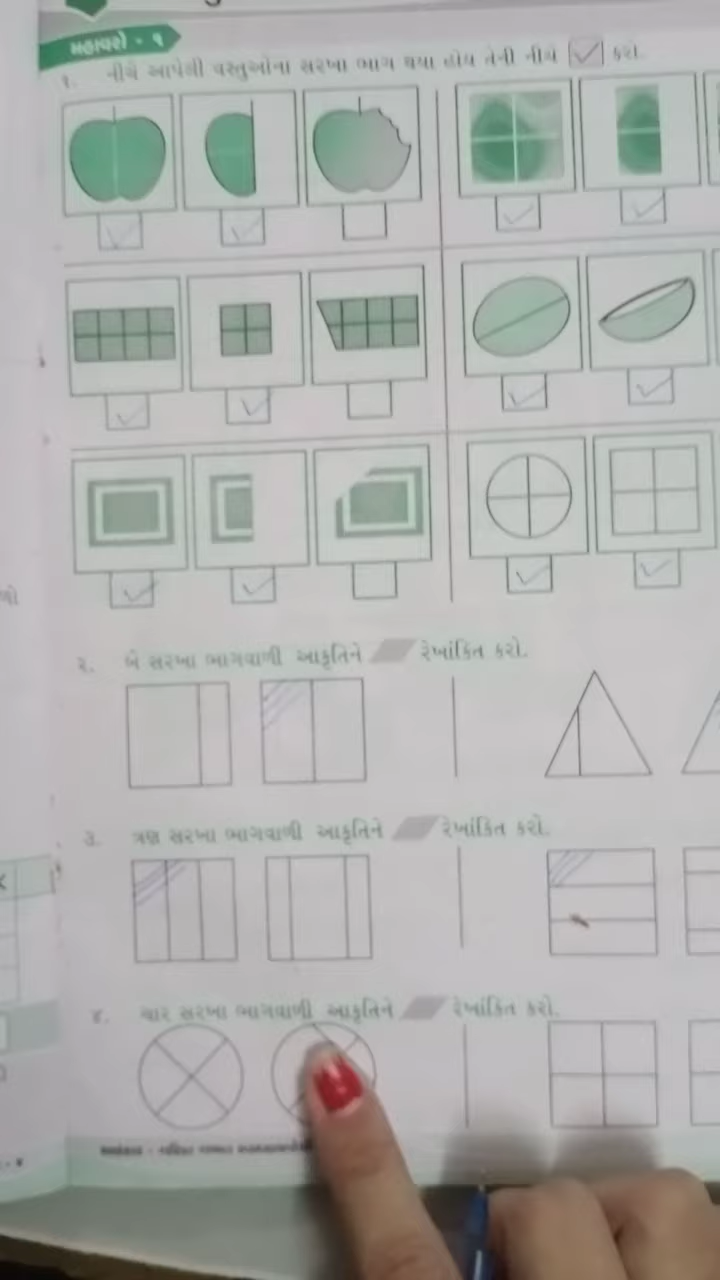 મહાવરો - ૧
૧. નીચે આપેલી વસ્તુઓના સરખા ભાગ થયા હોય તેની નીચે ✓ કરો.
૨. બે સરખા ભાગવાળી આકૃતિને રેખાંકિત કરો.
૩. ત્રણ સરખા ભાગવાળી આકૃતિને રેખાંકિત કરો.
૪. ચાર સરખા ભાગવાળી આકૃતિને રેખાંકિત કરો.